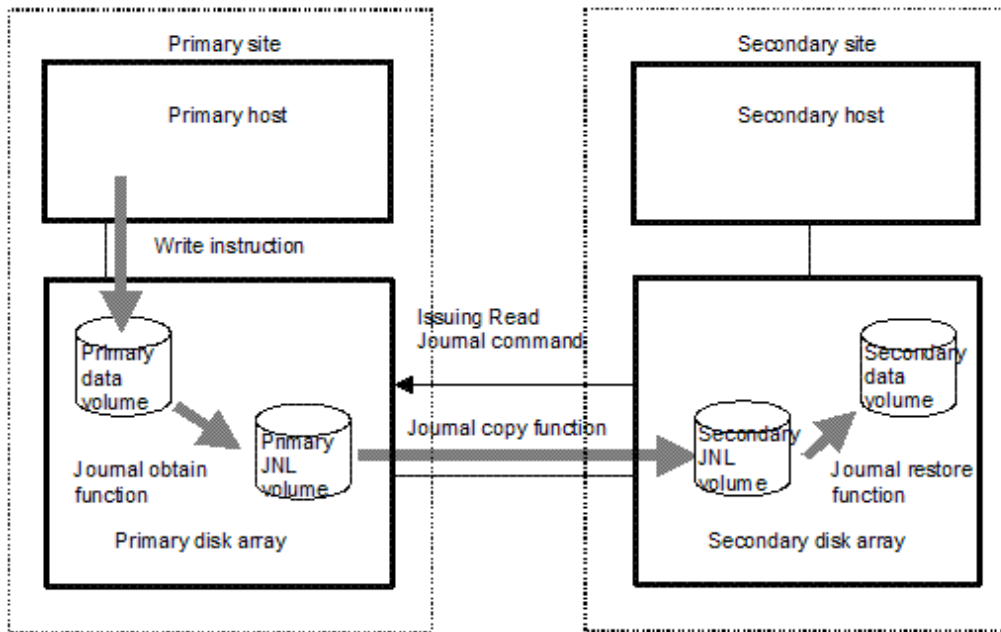 Primary site
Primary host
Write instruction
Primary
data
volume
Journal obtain
function
Primary
JNL
volume
Primary disk array
Issuing Read
Journal command
Journal copy function
Secondary site
Secondary host
Secondary
data
volume
Secondary
JNL
volume
Journal restore
function
Secondary disk array